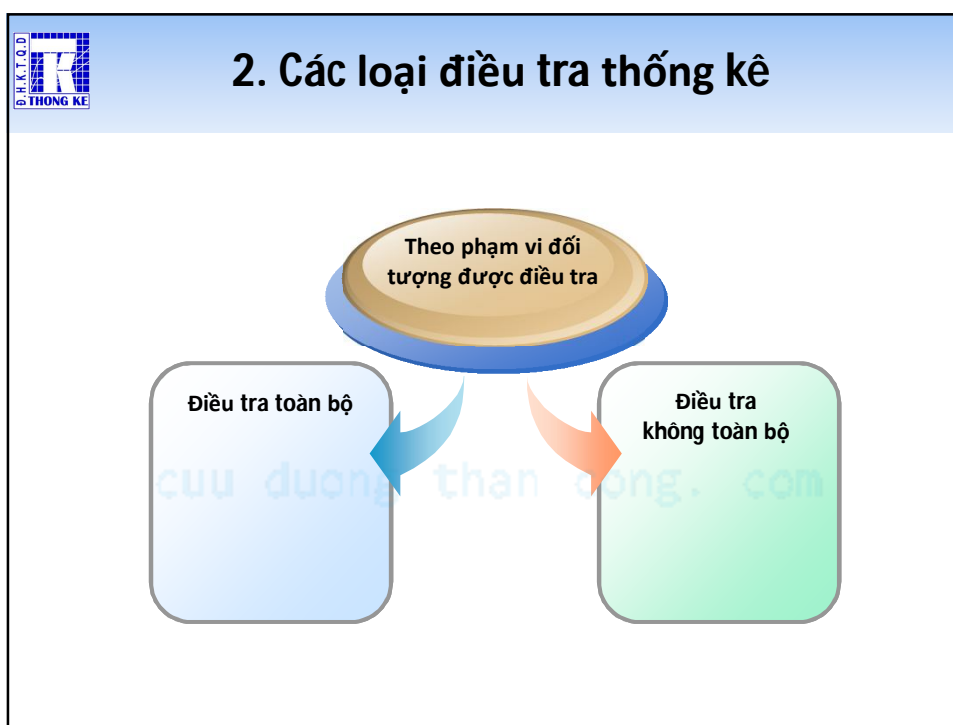 Đ.H.K.T.Q.D
TK
THONG KE
2. Các loại điều tra thống kê
Theo phạm vi đối
tượng được điều tra
Điều tra toàn bộ
Điều tra
không toàn bộ
cuu duong than cong. com